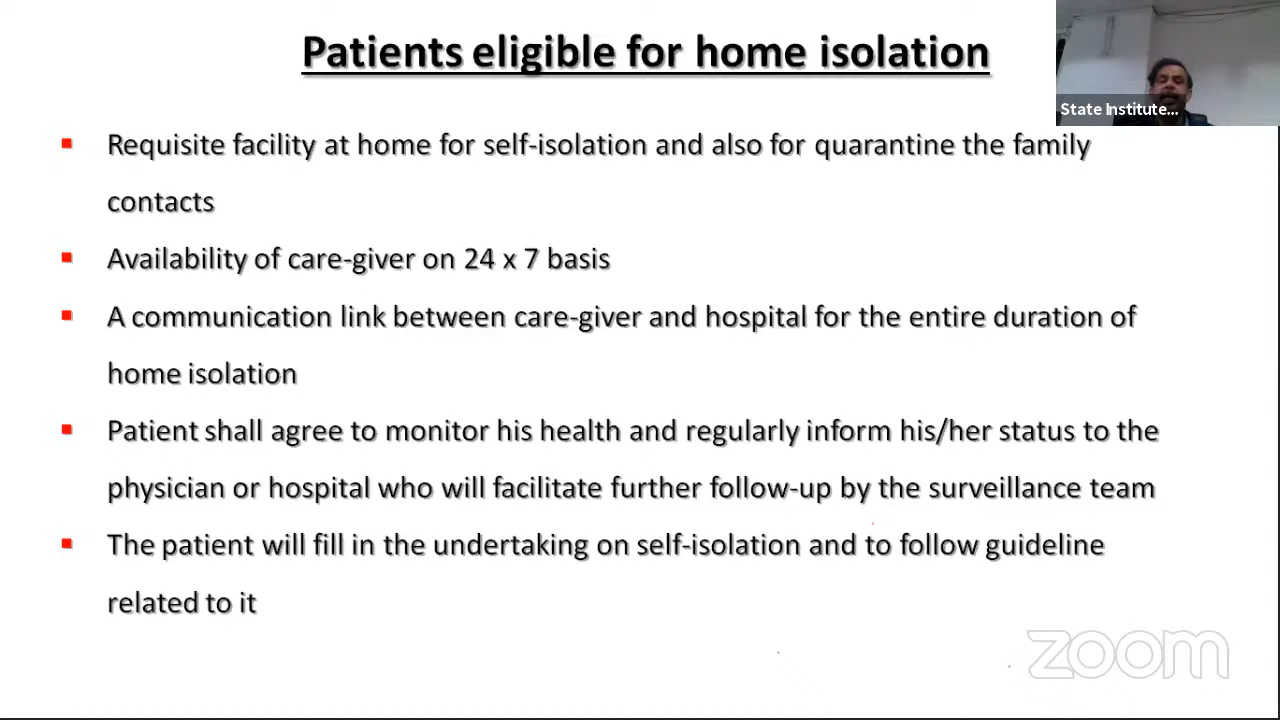 Patients eligible for home isolation
State Institute...
Requisite facility at home for self-isolation and also for quarantine the family
contacts
Availability of care-giver on 24 x 7 basis
A communication link between care-giver and hospital for the entire duration of
home isolation
Patient shall agree to monitor his health and regularly inform his/her status to the
physician or hospital who will facilitate further follow-up by the surveillance team
The patient will fill in the undertaking on self-isolation and to follow guideline
related to it
zoom